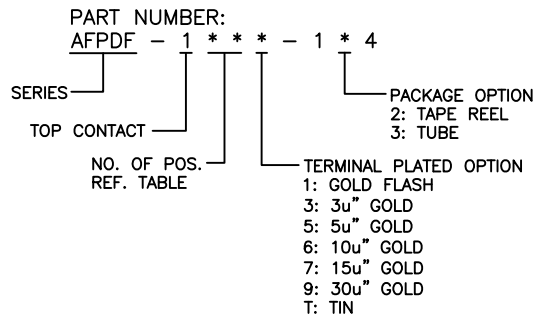 PART NUMBER:
AFPDF - 1 * * * - 1 * 4
SERIES
TOP CONTACT
NO. OF POS.
REF. TABLE
PACKAGE OPTION
2: TAPE REEL
3: TUBE
TERMINAL PLATED OPTION
1: GOLD FLASH
3: 3u" GOLD
5: 5u" GOLD
6: 10u" GOLD
7: 15u" GOLD
9: 30u" GOLD
T: TIN